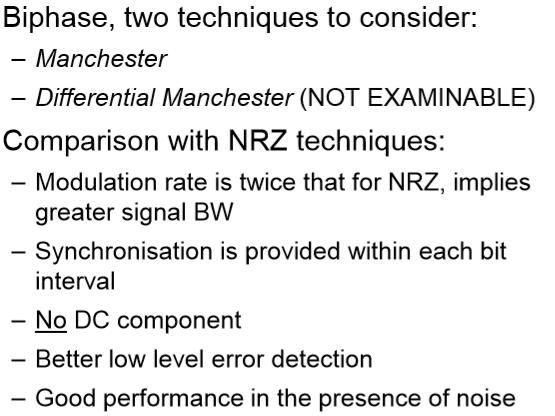 Biphase, two techniques to consider:
– Manchester
– Differential Manchester (NOT EXAMINABLE)
Comparison with NRZ techniques:
– Modulation rate is twice that for NRZ, implies
greater signal BW
– Synchronisation is provided within each bit
interval
– No DC component
– Better low level error detection
– Good performance in the presence of noise